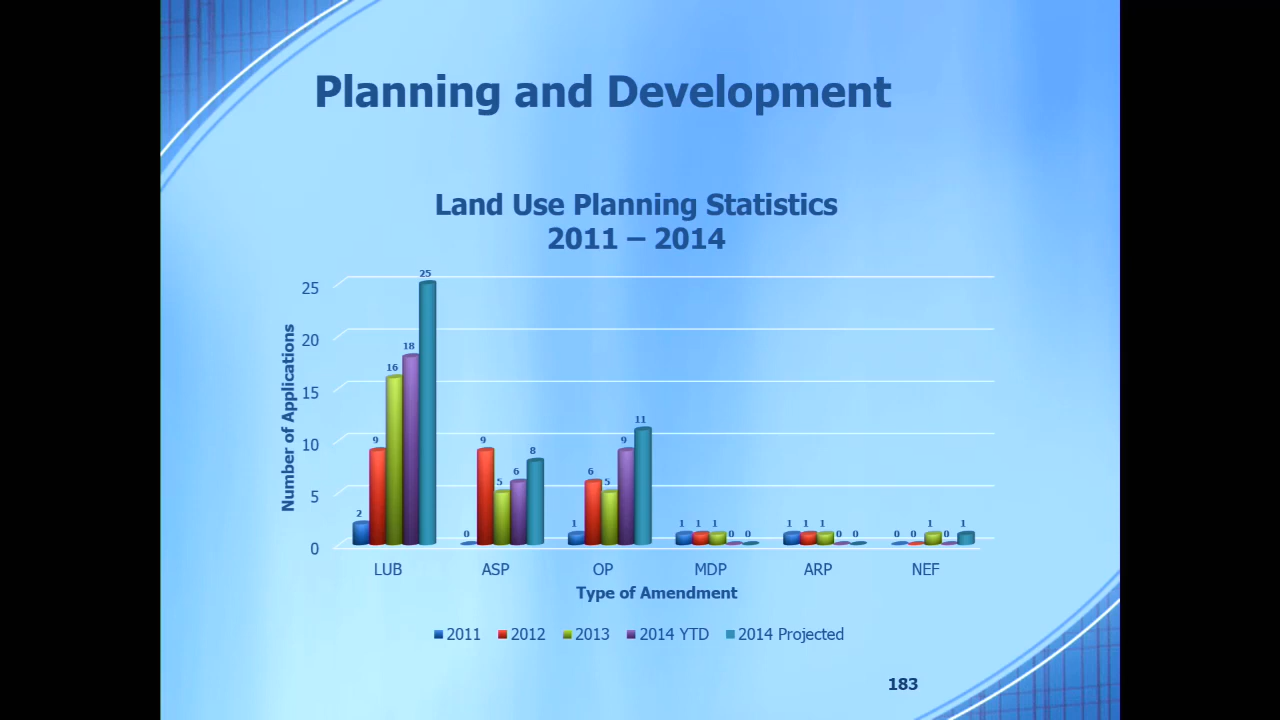 Planning and Development
Land Use Planning Statistics
2011 – 2014
Number of Applications
25
20
15
10
5
0
2 9 16 18 25
0 9 5 6 8
1 6 5 9 11
1 1 1 0 0
1 1 1 0 0
0 0 1 0 1
LUB ASP OP MDP ARP NEF
Type of Amendment
2011 2012 2013 2014 YTD 2014 Projected
183